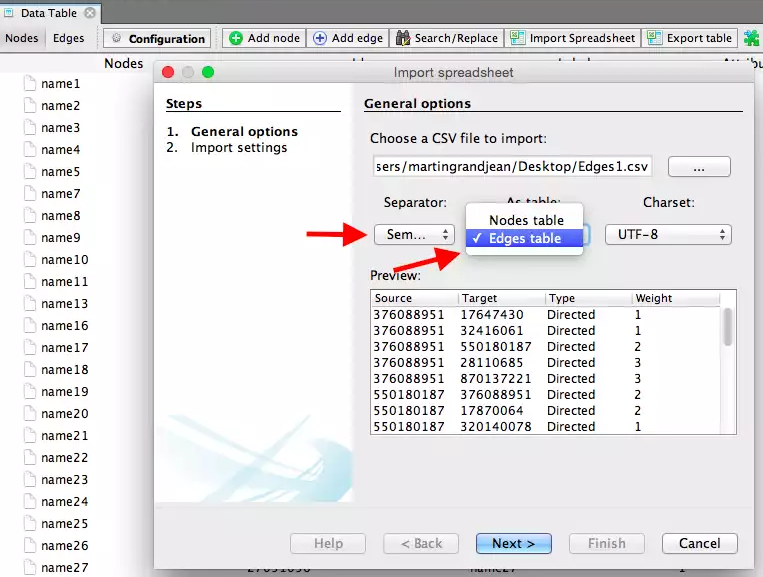 Data Table
Nodes Edges Configuration Add node Add edge Search/Replace Import Spreadsheet Export table
Nodes
Import spreadsheet
name1
name2
name3
name4
name5
name7
name8
name9
name10
name11
name13
name16
name17
name18
name19
name20
name21
name22
name23
name24
name25
name26
name27
Steps
1. General options
2. Import settings
General options
Choose a CSV file to import:
sers/martingrandjean/Desktop/Edges1.csv ...
Separator: As table: Charset:
Sem... Nodes table
✓ Edges table UTF-8
Preview:
Source Target Type Weight
376088951 17647430 Directed 1
376088951 32416061 Directed 1
376088951 550180187 Directed 2
376088951 28110685 Directed 3
376088951 870137221 Directed 3
550180187 376088951 Directed 2
550180187 17870064 Directed 2
550180187 320140078 Directed 1
Help < Back Next > Finish Cancel